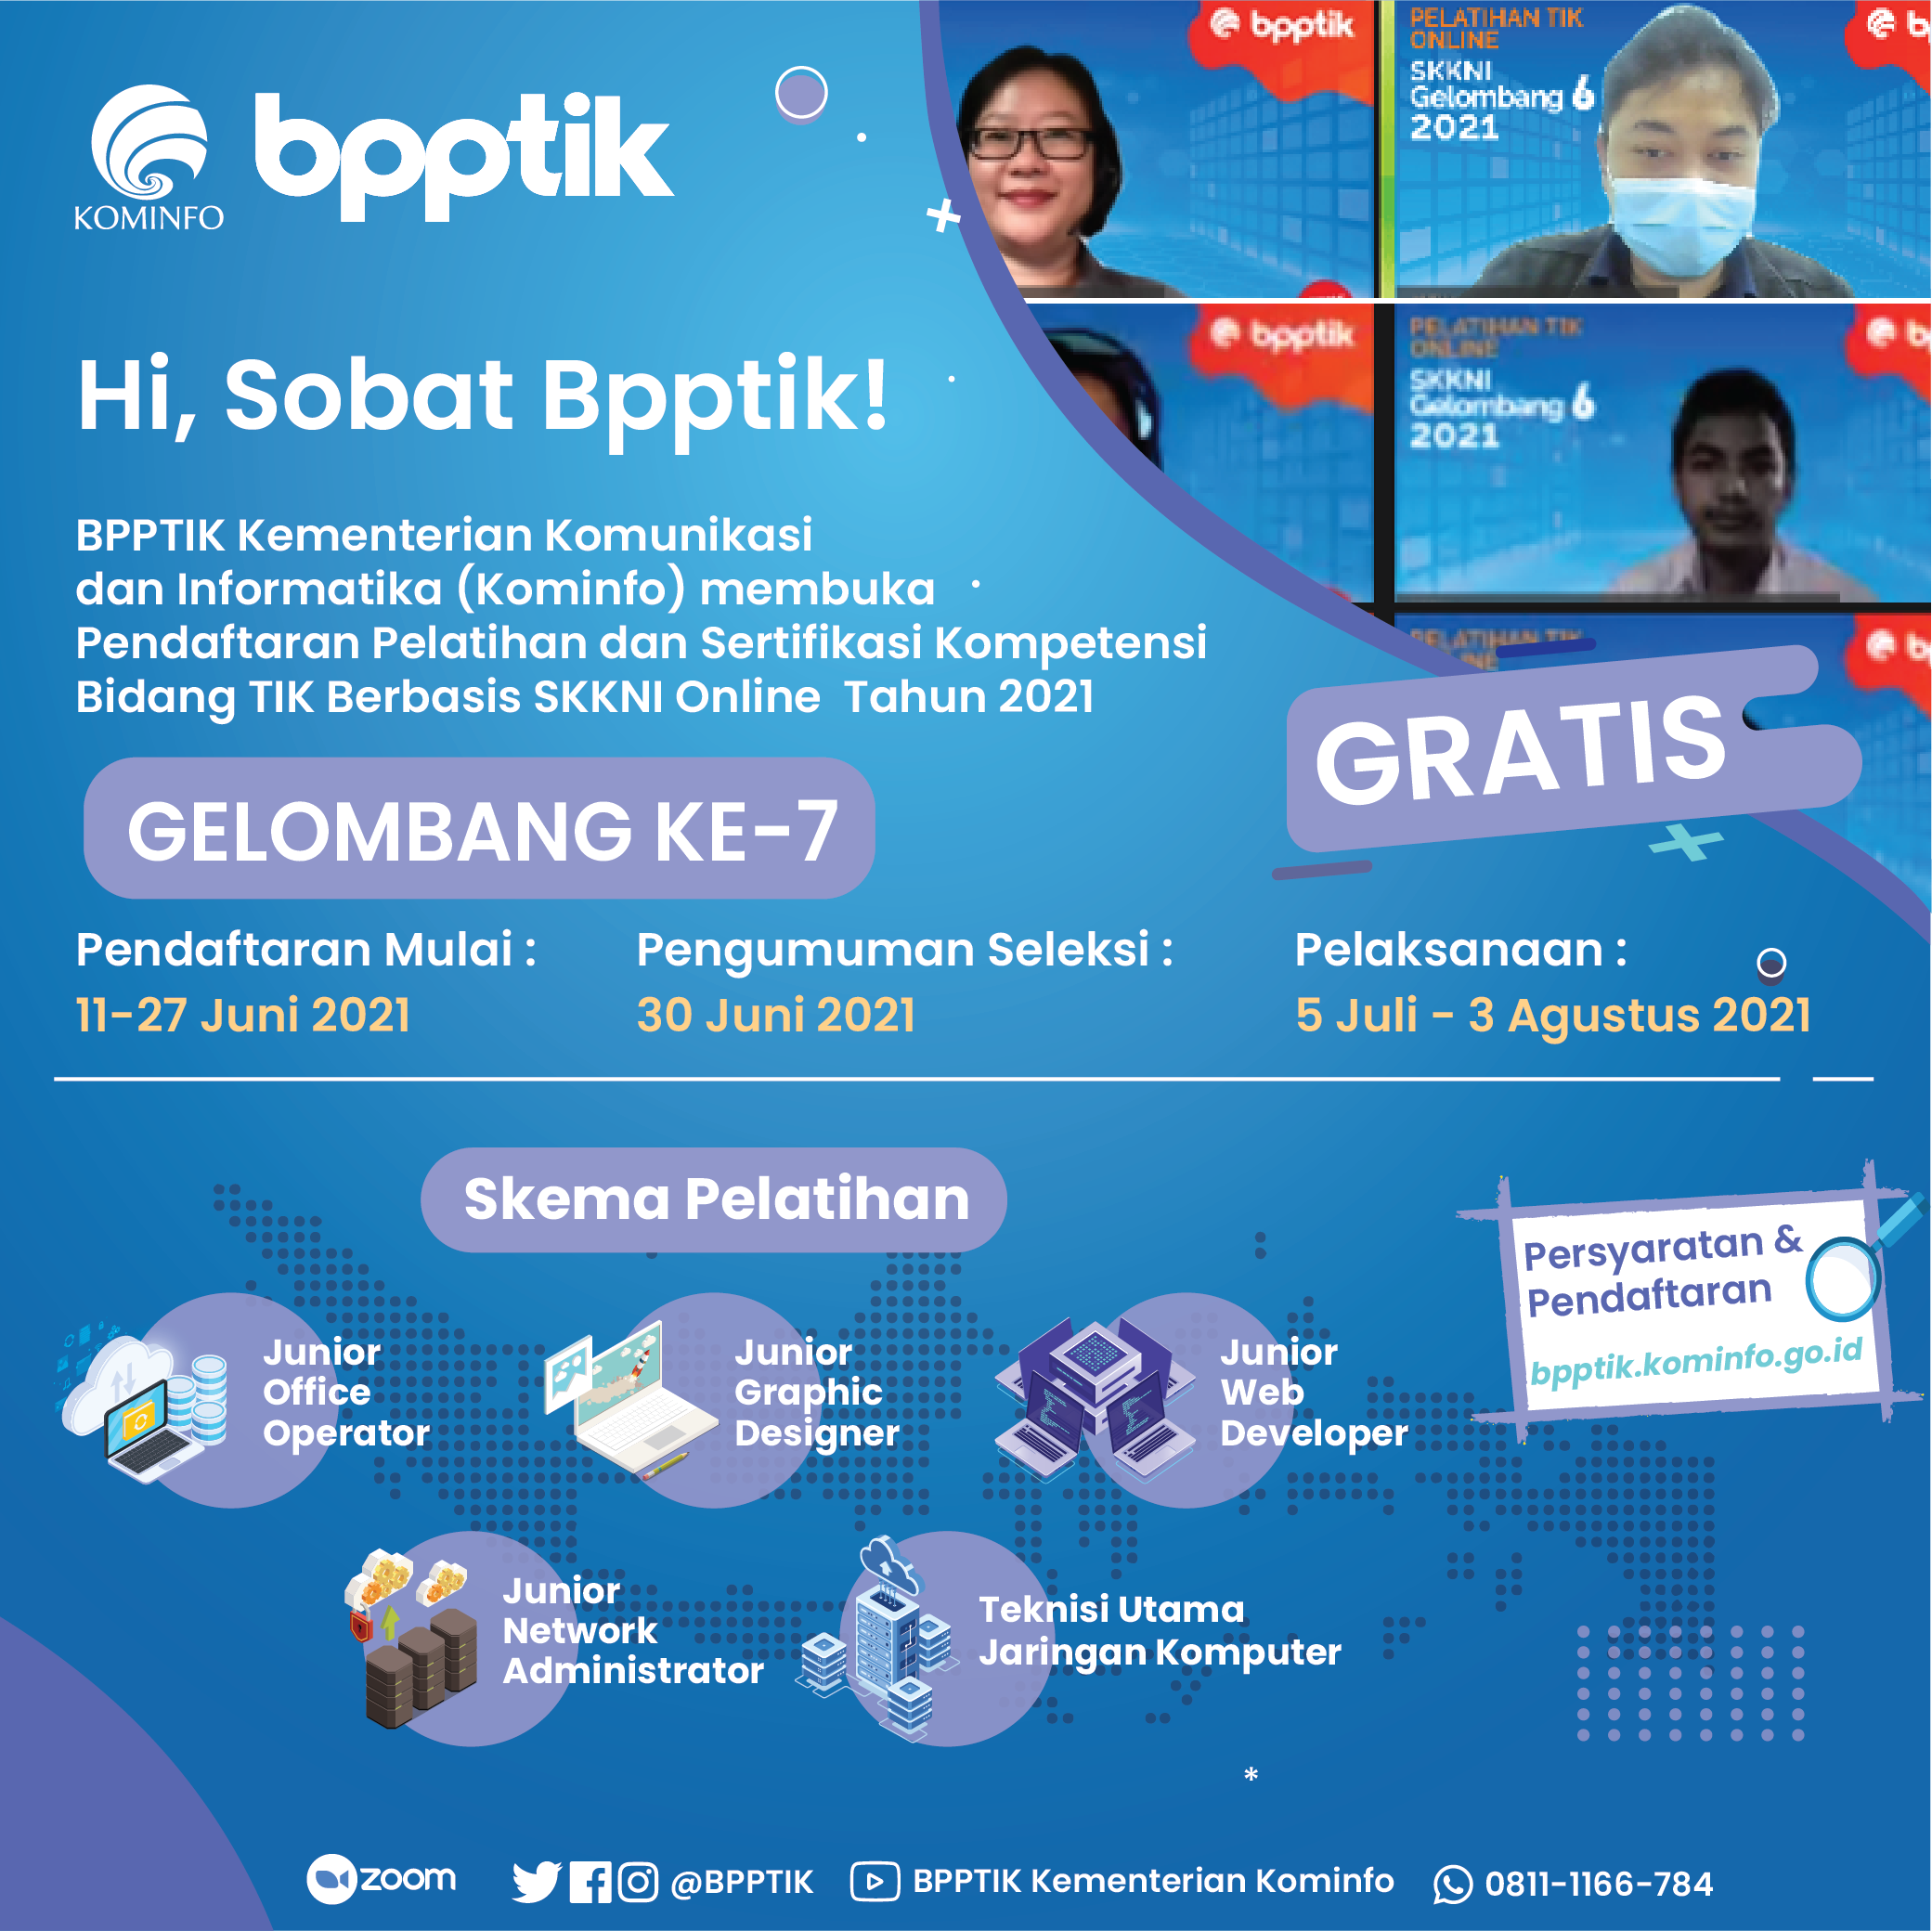 KOMINFO
bpptik
bpptik
PELATIHAN TIK
ONLINE
SKKNI
Gelombang 6
2021
bpptik
PELATIHAN TIK
ONLINE
SKKNI
Gelombang 6
2021
PELATIHAN TIK
Hi, Sobat Bpptik!
BPPTIK Kementerian Komunikasi
dan Informatika (Kominfo) membuka
Pendaftaran Pelatihan dan Sertifikasi Kompetensi
Bidang TIK Berbasis SKKNI Online Tahun 2021
GRATIS
GELOMBANG KE-7
Pendaftaran Mulai :
11-27 Juni 2021
Pengumuman Seleksi :
30 Juni 2021
Pelaksanaan :
5 Juli - 3 Agustus 2021
Skema Pelatihan
Persyaratan &
Pendaftaran
bpptik.kominfo.go.id
Junior
Office
Operator
Junior
Graphic
Designer
Junior
Web
Developer
Junior
Network
Administrator
Teknisi Utama
Jaringan Komputer
*
zoom
@BPPTIK
BPPTIK Kementerian Kominfo
0811-1166-784